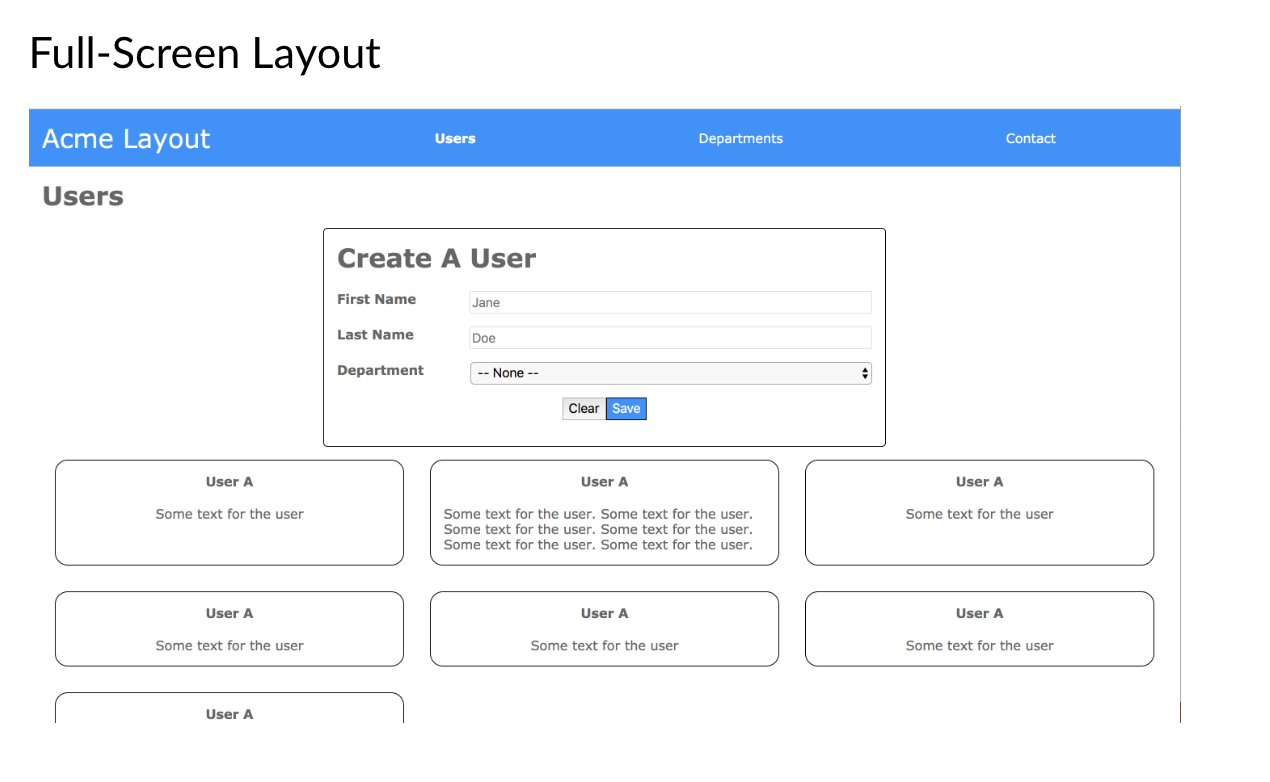 Full-Screen Layout
Acme Layout Users Departments Contact
Users
Create A User
First Name Jane
Last Name Doe
Department -- None --
Clear Save
User A User A User A
Some text for the user Some text for the user. Some text for the user. Some text for the user
Some text for the user. Some text for the user.
Some text for the user. Some text for the user.
User A User A User A
Some text for the user Some text for the user Some text for the user
User A